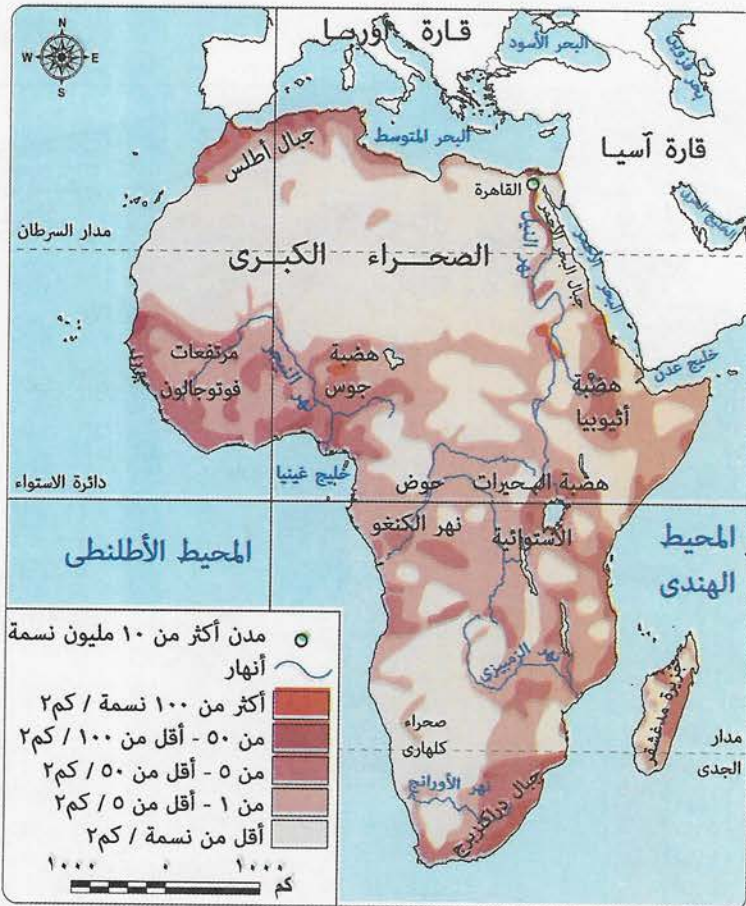 قارة أوربا
البحر الأسود
بحر قزوين
N
W
E
S
جبال أطلس
البحر المتوسط
قارة آسيا
القاهرة
الخليج العربى
مدار السرطان
الصحراء الكبرى
نهر النيل
جبال البحر الأحمر
البحر الأحمر
خليج عدن
مرتفعات
فوتوجالون
نهر النيجر
هضبة
جوس
هضبة
أثيوبيا
خليج غينيا
دائرة الاستواء
حوض
نهر الكنغو
هضبة البحيرات
الاستوائية
المحيط الأطلنطى
المحيط
الهندى
نهر الزمبيزى
جزيرة مدغشقر
صحراء
كلهارى
مدار
الجدى
نهر الأورانج
جبال دراكنزبرج
مدن أكثر من ١٠ مليون نسمة
أنهار
أكثر من ١٠٠ نسمة / كم٢
من ٥٠ - أقل من ١٠٠ / كم٢
من ٥ - أقل من ٥٠ / كم٢
من ١ - أقل من ٥ / كم٢
أقل من نسمة / كم٢
١٠٠٠ ٠ ١٠٠٠
كم